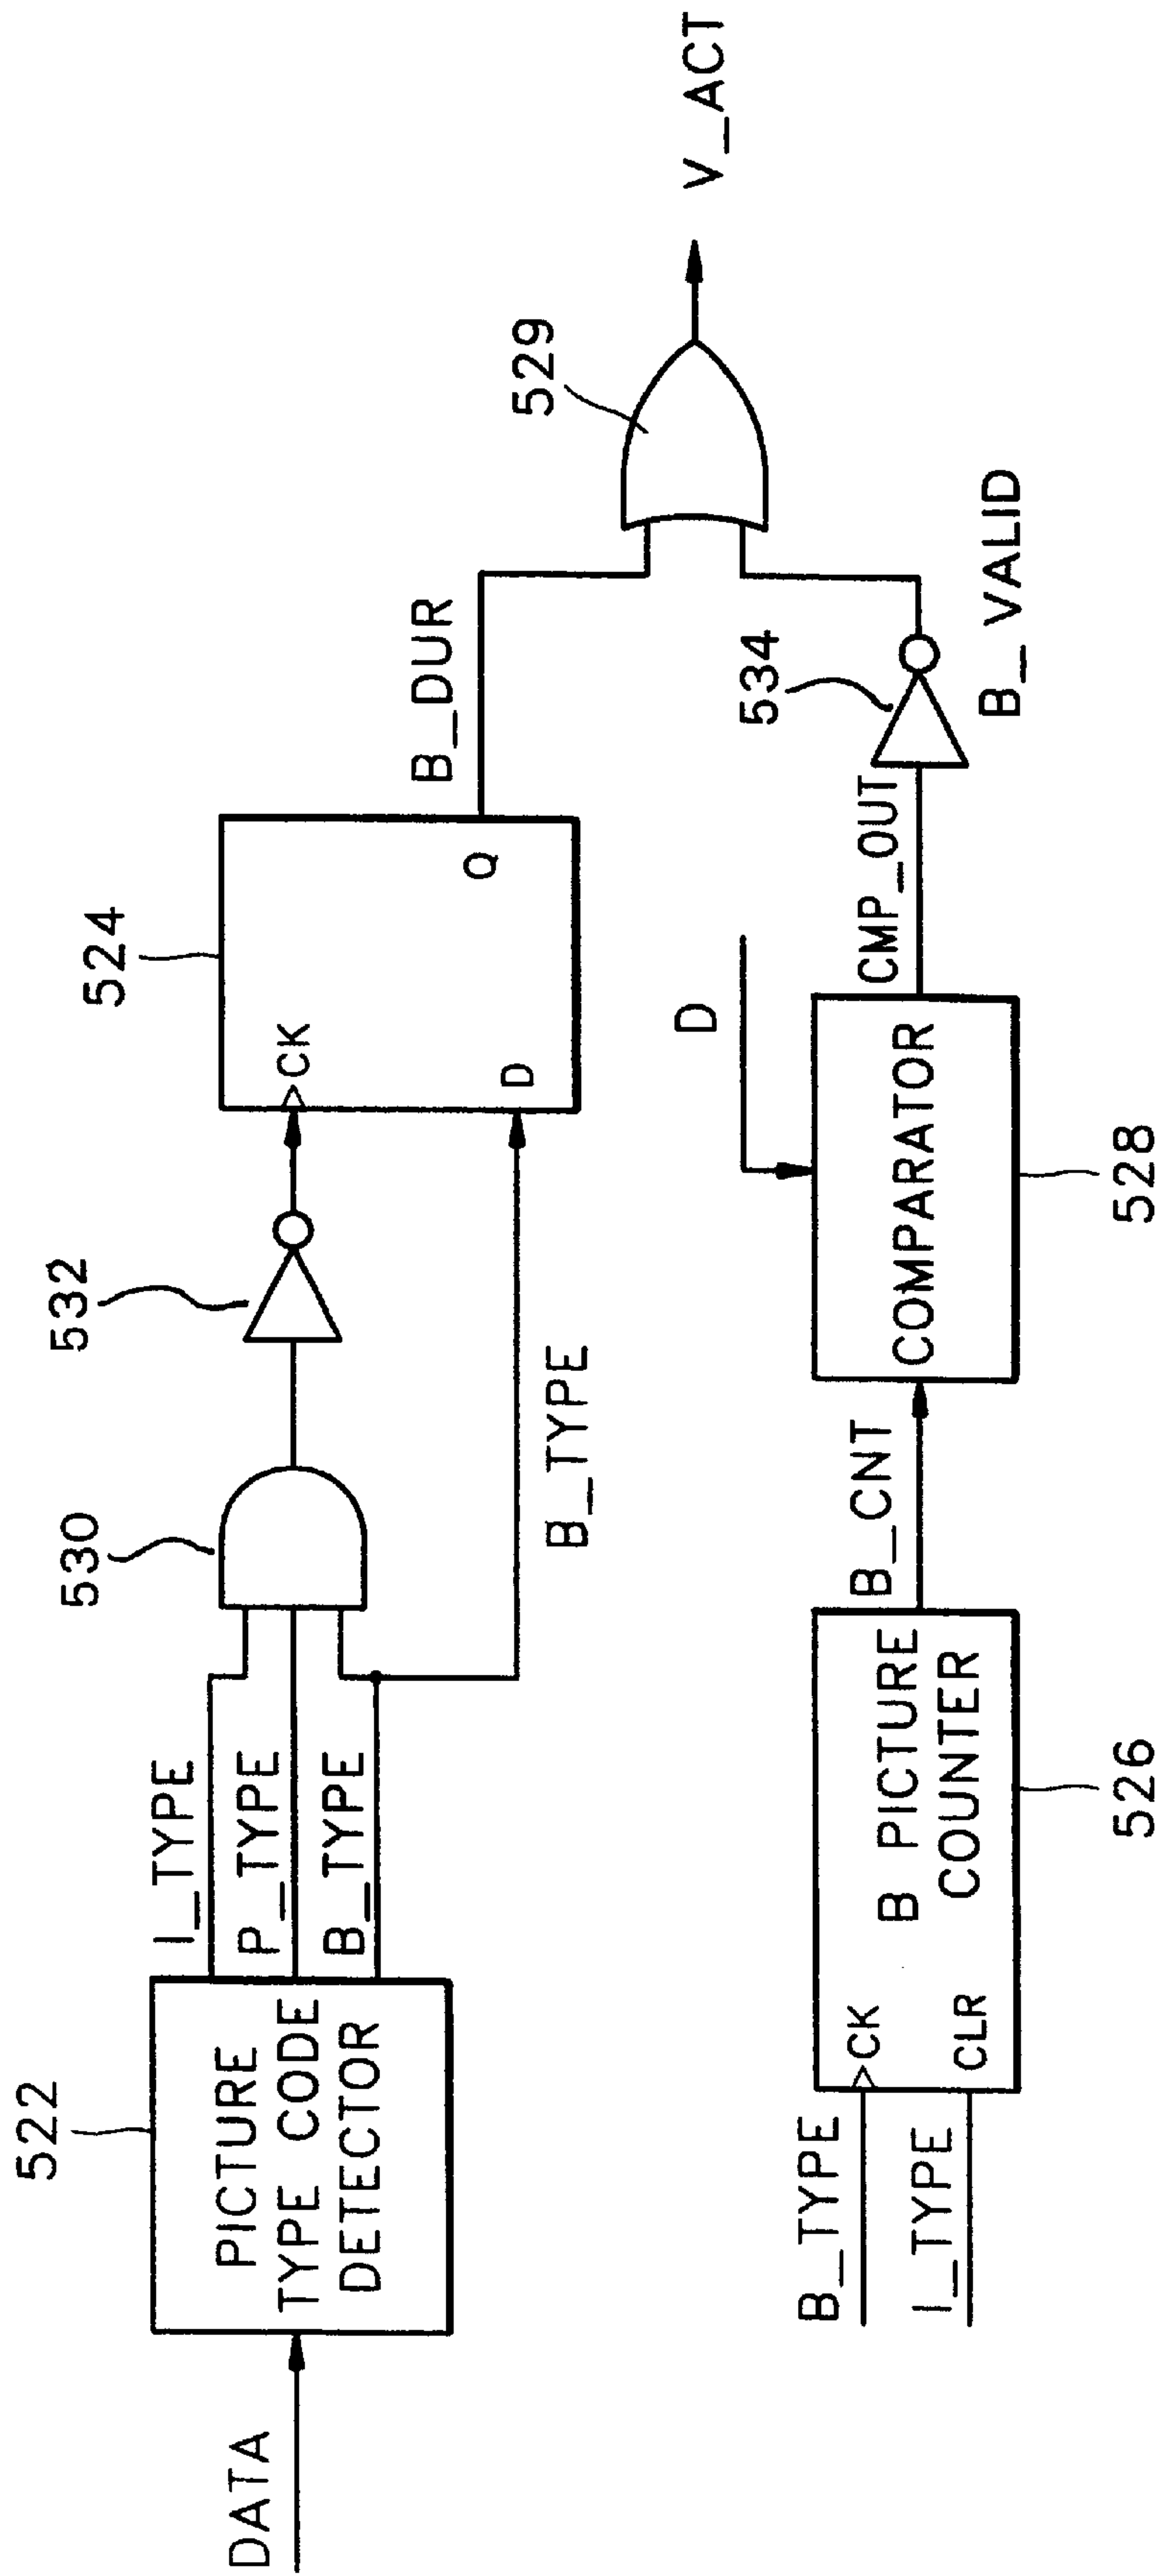 522
DATA
PICTURE
TYPE CODE
DETECTOR
I_TYPE
P_TYPE
B_TYPE
530
532
B_TYPE
524
CK
D
Q
B_DUR
529
V_ACT
B_TYPE
I_TYPE
CK
CLR
B PICTURE
COUNTER
526
B_CNT
D
COMPARATOR
528
CMP_OUT
534
B_VALID